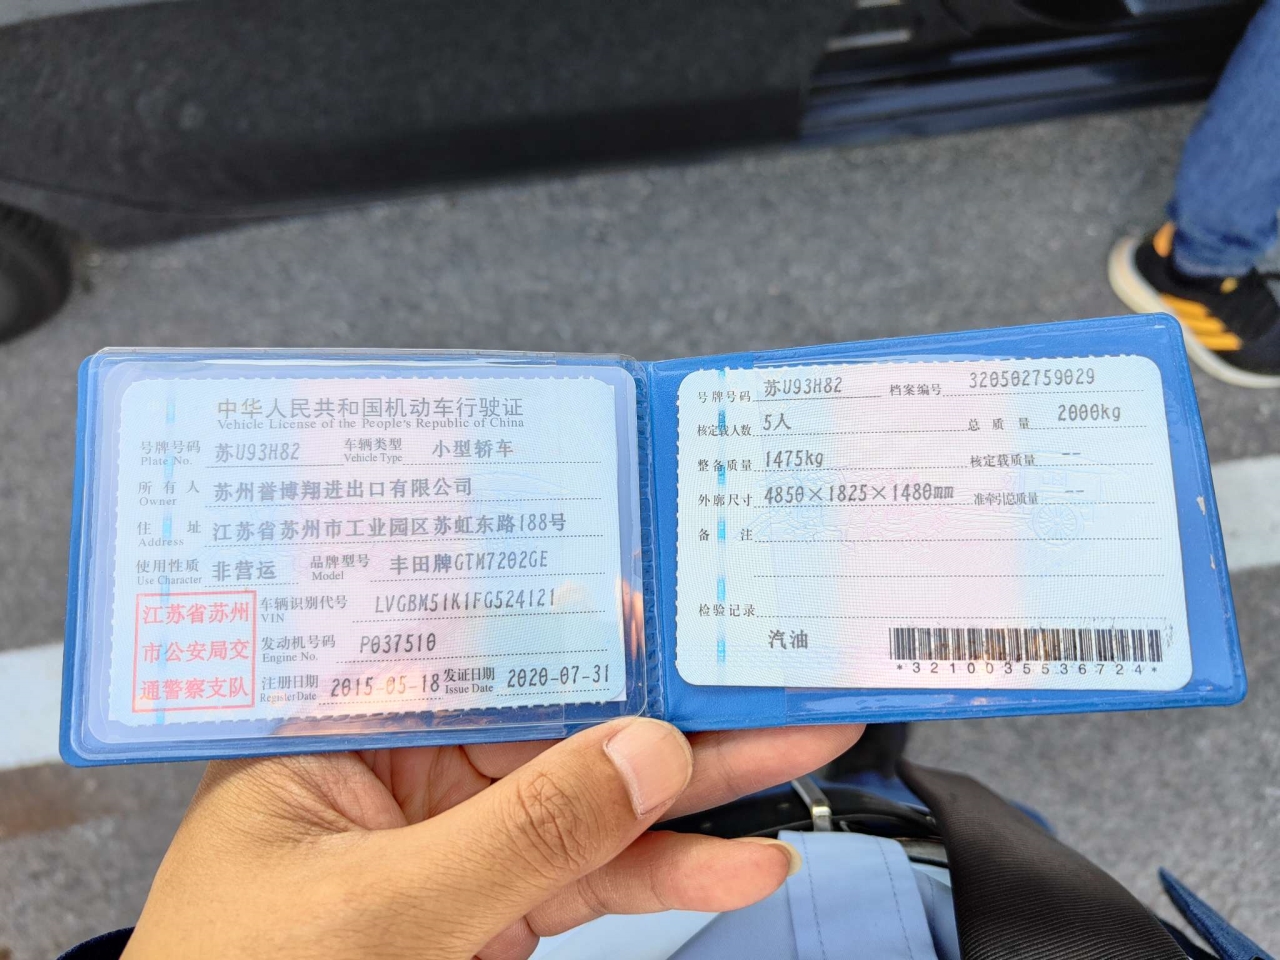 中华人民共和国机动车行驶证
Vehicle License of the People's Republic of China
号牌号码 Plate No. 苏U93H82 车辆类型 Vehicle Type 小型轿车
所有人 Owner 苏州誉博翔进出口有限公司
住址 Address 江苏省苏州市工业园区苏虹东路188号
使用性质 Use Character 非营运 品牌型号 Model 丰田牌GTM7202GE
江苏省苏州
市公安局交
通警察支队
车辆识别代号 VIN LVGBM51K1FG524121
发动机号码 Engine No. P037510
注册日期 Register Date 2015-05-18 发证日期 Issue Date 2020-07-31
号牌号码 苏U93H82 档案编号 320502759029
核定载人数 5人 总质量 2000kg
整备质量 1475kg 核定载质量 --
外廓尺寸 4850×1825×1480mm 准牵引总质量 --
备注
检验记录
汽油
*3210035536724*